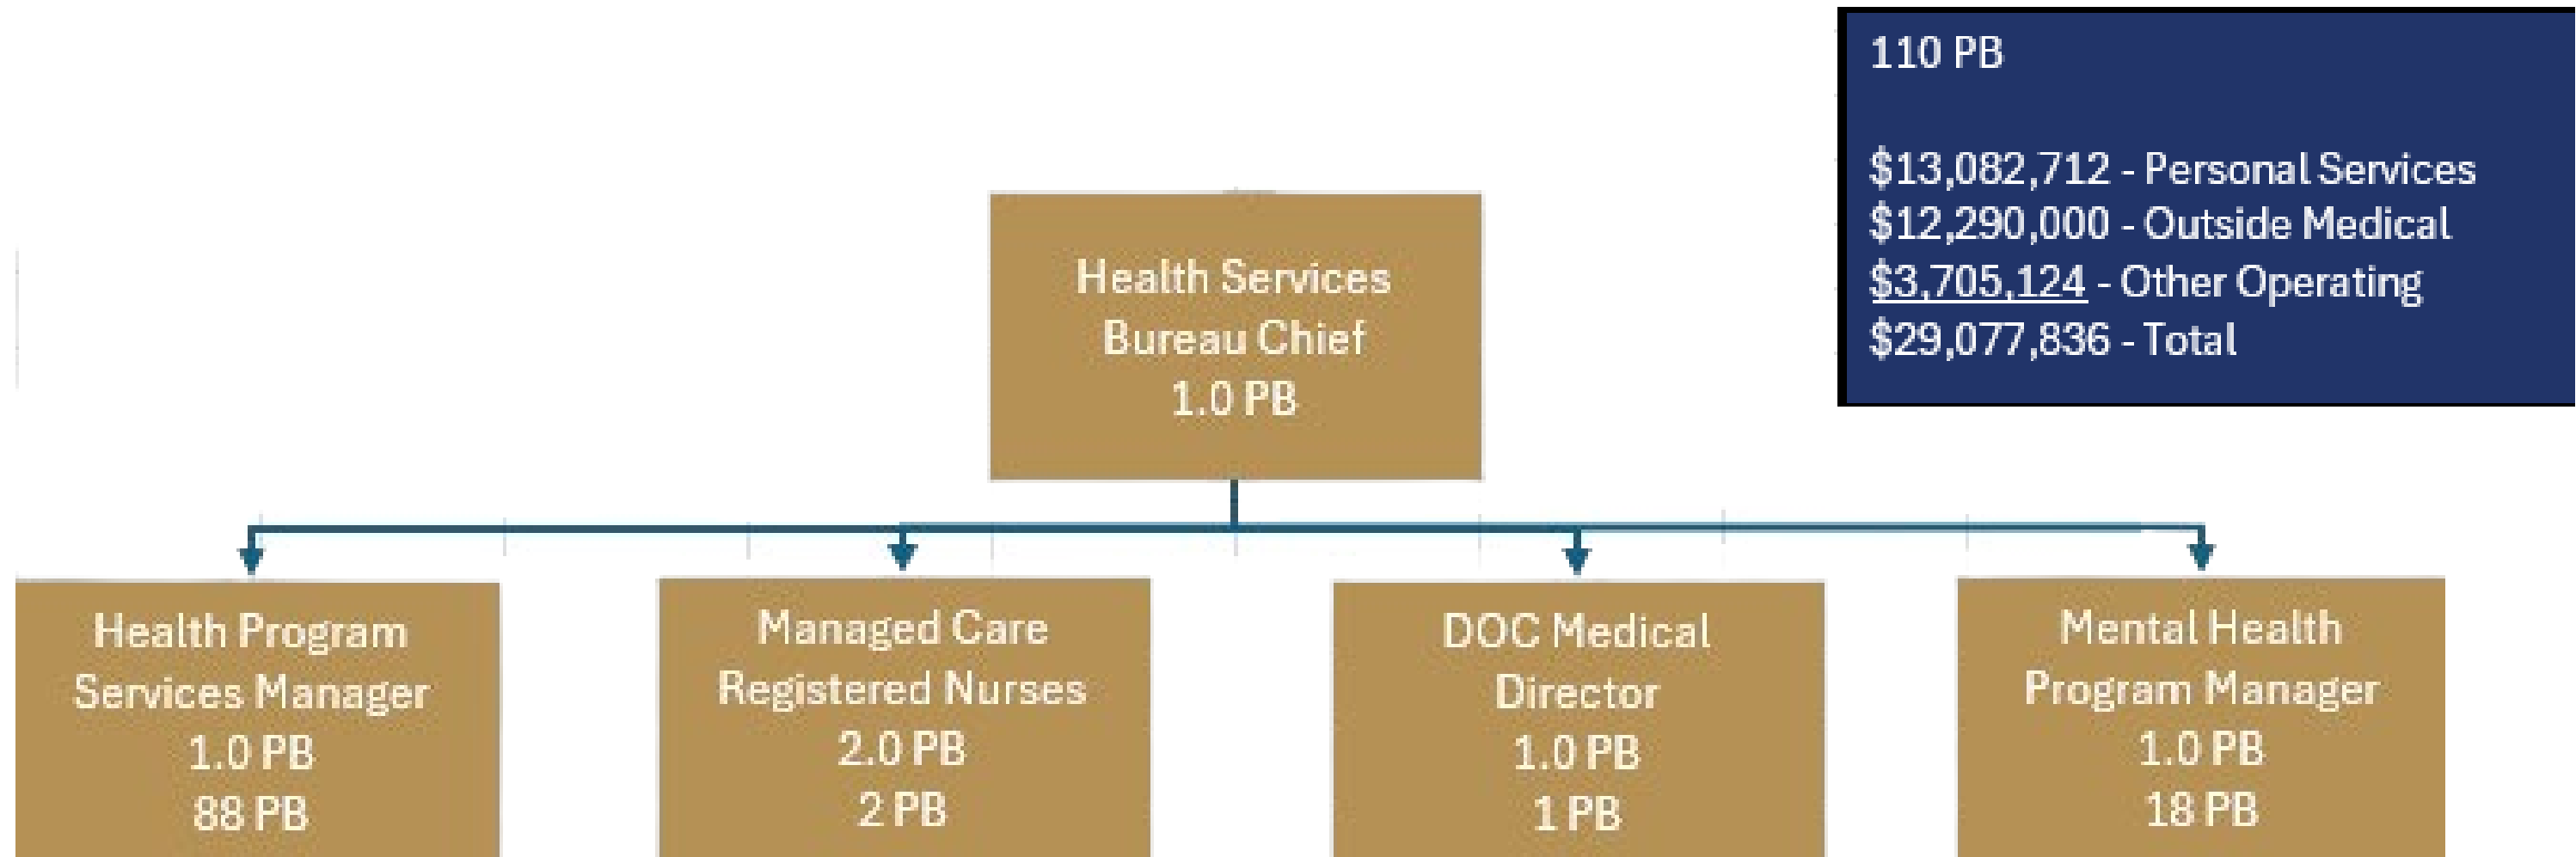 110 PB
$13,082,712 - Personal Services
$12,290,000 - Outside Medical
$3,705,124 - Other Operating
$29,077,836 - Total
Health Services
Bureau Chief
1.0 PB
Health Program
Services Manager
1.0 PB
88 PB
Managed Care
Registered Nurses
2.0 PB
2 PB
DOC Medical
Director
1.0 PB
1 PB
Mental Health
Program Manager
1.0 PB
18 PB